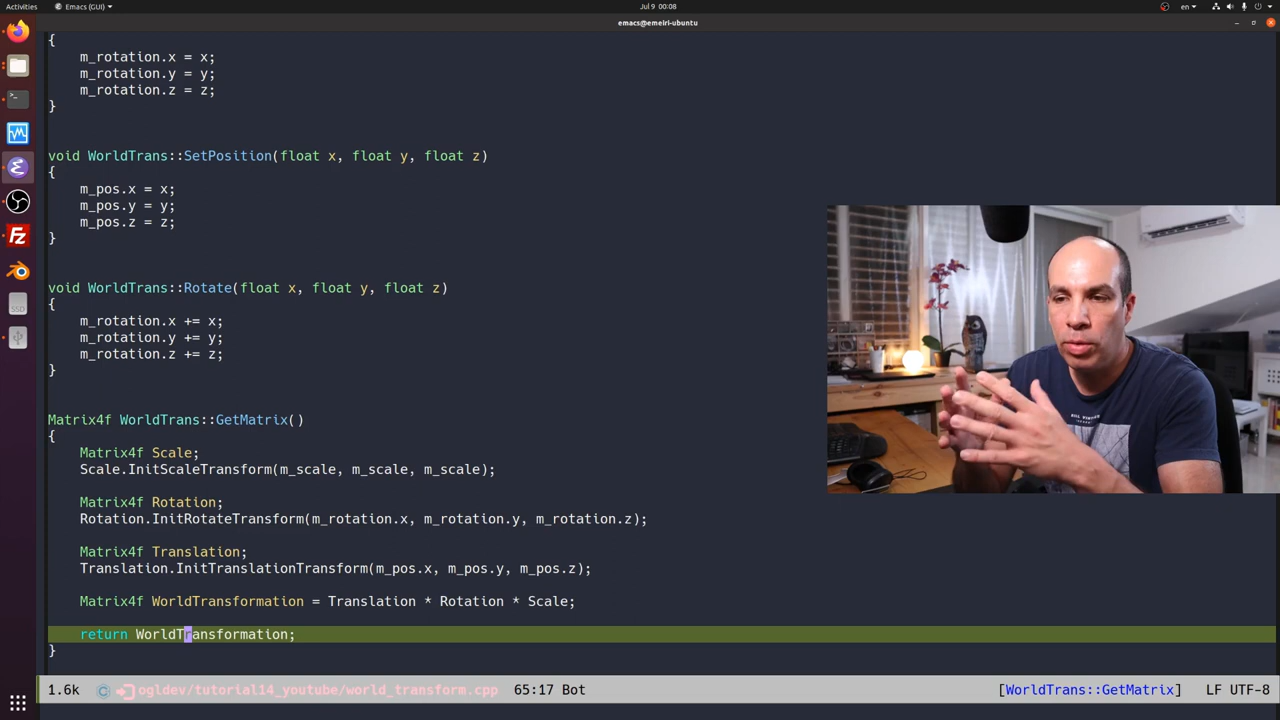 Activities Emacs (GUI) Jul 9 00:08 en
emacs@emeiri-ubuntu
{
m_rotation.x = x;
m_rotation.y = y;
m_rotation.z = z;
}
void WorldTrans::SetPosition(float x, float y, float z)
{
m_pos.x = x;
m_pos.y = y;
m_pos.z = z;
}
void WorldTrans::Rotate(float x, float y, float z)
{
m_rotation.x += x;
m_rotation.y += y;
m_rotation.z += z;
}
Matrix4f WorldTrans::GetMatrix()
{
Matrix4f Scale;
Scale.InitScaleTransform(m_scale, m_scale, m_scale);
Matrix4f Rotation;
Rotation.InitRotateTransform(m_rotation.x, m_rotation.y, m_rotation.z);
Matrix4f Translation;
Translation.InitTranslationTransform(m_pos.x, m_pos.y, m_pos.z);
Matrix4f WorldTransformation = Translation * Rotation * Scale;
return WorldTransformation;
}
1.6k ogldev/tutorial14_youtube/world_transform.cpp 65:17 Bot [WorldTrans::GetMatrix] LF UTF-8
Fz
SSD